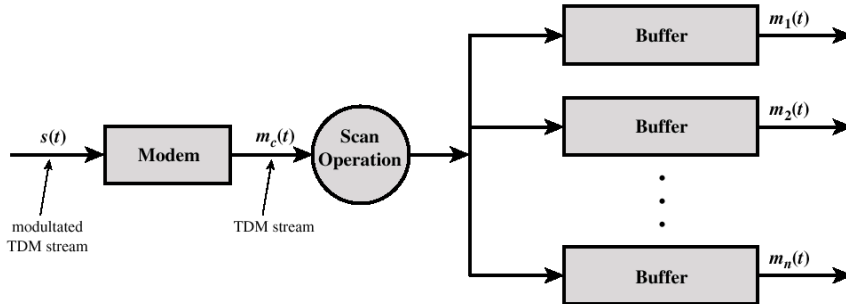 s(t)
Modem
m_c(t)
Scan
Operation
Buffer
m_1(t)
Buffer
m_2(t)
Buffer
m_n(t)
modultated
TDM stream
TDM stream